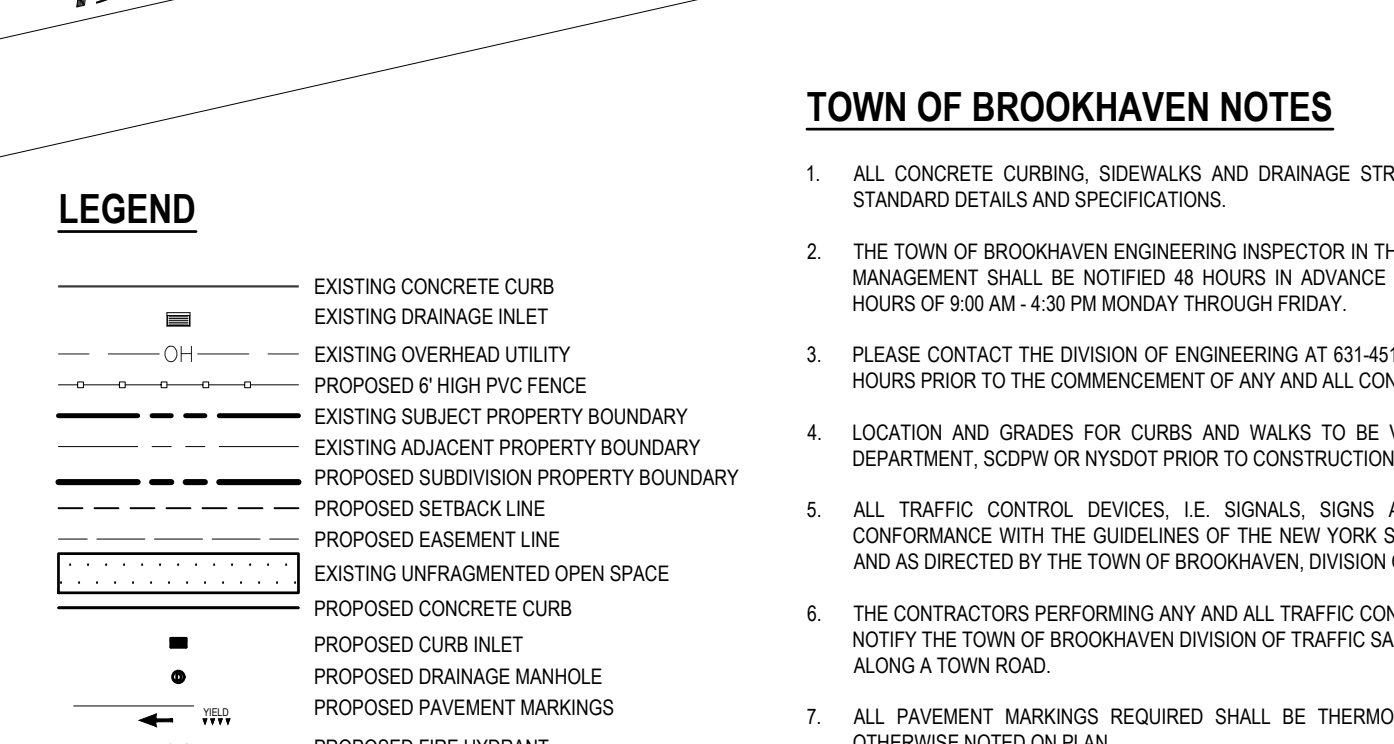 LEGEND
EXISTING CONCRETE CURB
EXISTING DRAINAGE INLET
OH EXISTING OVERHEAD UTILITY
PROPOSED 6' HIGH PVC FENCE
EXISTING SUBJECT PROPERTY BOUNDARY
EXISTING ADJACENT PROPERTY BOUNDARY
PROPOSED SUBDIVISION PROPERTY BOUNDARY
PROPOSED SETBACK LINE
PROPOSED EASEMENT LINE
EXISTING UNFRAGMENTED OPEN SPACE
PROPOSED CONCRETE CURB
PROPOSED CURB INLET
PROPOSED DRAINAGE MANHOLE
YIELD PROPOSED PAVEMENT MARKINGS
PROPOSED FIRE HYDRANT
TOWN OF BROOKHAVEN NOTES
1. ALL CONCRETE CURBING, SIDEWALKS AND DRAINAGE STR
STANDARD DETAILS AND SPECIFICATIONS.
2. THE TOWN OF BROOKHAVEN ENGINEERING INSPECTOR IN TH
MANAGEMENT SHALL BE NOTIFIED 48 HOURS IN ADVANCE
HOURS OF 9:00 AM - 4:30 PM MONDAY THROUGH FRIDAY.
3. PLEASE CONTACT THE DIVISION OF ENGINEERING AT 631-451
HOURS PRIOR TO THE COMMENCEMENT OF ANY AND ALL CON
4. LOCATION AND GRADES FOR CURBS AND WALKS TO BE V
DEPARTMENT, SCDPW OR NYSDOT PRIOR TO CONSTRUCTION
5. ALL TRAFFIC CONTROL DEVICES, I.E. SIGNALS, SIGNS A
CONFORMANCE WITH THE GUIDELINES OF THE NEW YORK S
AND AS DIRECTED BY THE TOWN OF BROOKHAVEN, DIVISION
6. THE CONTRACTORS PERFORMING ANY AND ALL TRAFFIC CON
NOTIFY THE TOWN OF BROOKHAVEN DIVISION OF TRAFFIC SA
ALONG A TOWN ROAD.
7. ALL PAVEMENT MARKINGS REQUIRED SHALL BE THERMO
OTHERWISE NOTED ON PLAN